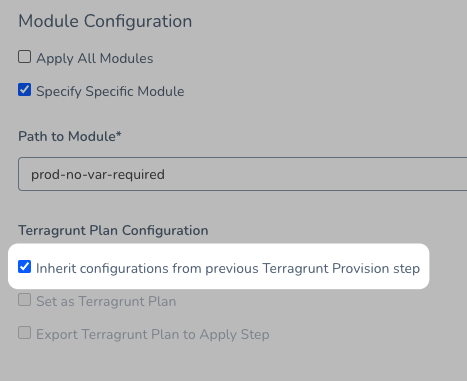 Module Configuration
Apply All Modules
Specify Specific Module
Path to Module*
prod-no-var-required
Terragrunt Plan Configuration
Inherit configurations from previous Terragrunt Provision step
Set as Terragrunt Plan
Export Terragrunt Plan to Apply Step